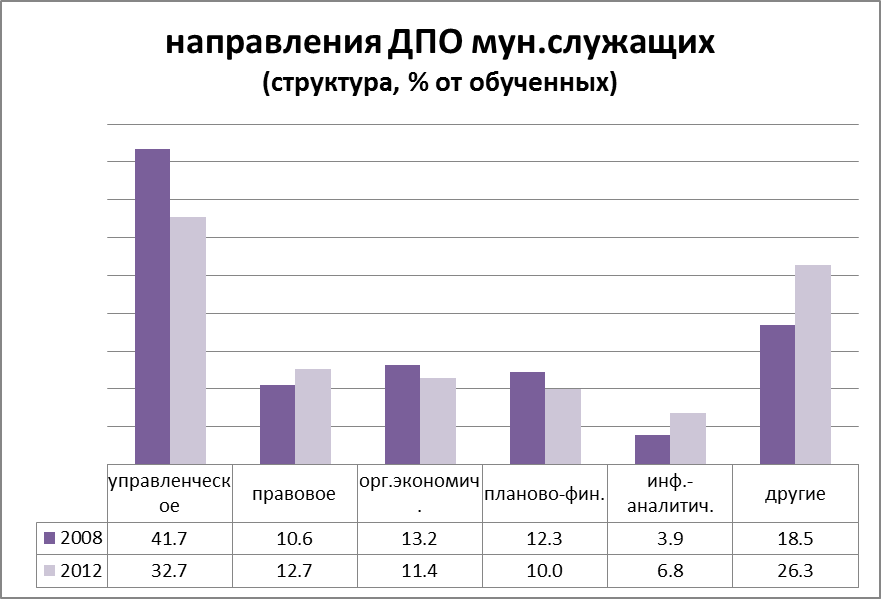 направления ДПО мун.служащих
(структура, % от обученных)
управленческ
ое
правовое
орг.экономич
.
планово-фин.
инф.-
аналитич.
другие
2008 41.7 10.6 13.2 12.3 3.9 18.5
2012 32.7 12.7 11.4 10.0 6.8 26.3